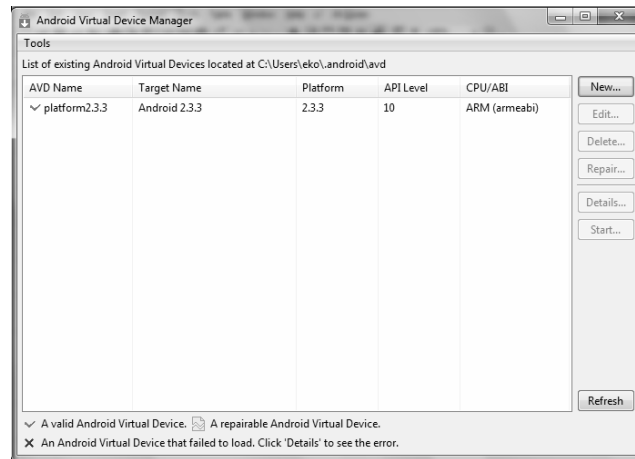 Android Virtual Device Manager
Tools
List of existing Android Virtual Devices located at C:\Users\eko\.android\avd
AVD Name Target Name Platform API Level CPU/ABI
platform2.3.3 Android 2.3.3 2.3.3 10 ARM (armeabi)
New...
Edit...
Delete...
Repair...
Details...
Start...
Refresh
A valid Android Virtual Device. A repairable Android Virtual Device.
An Android Virtual Device that failed to load. Click 'Details' to see the error.